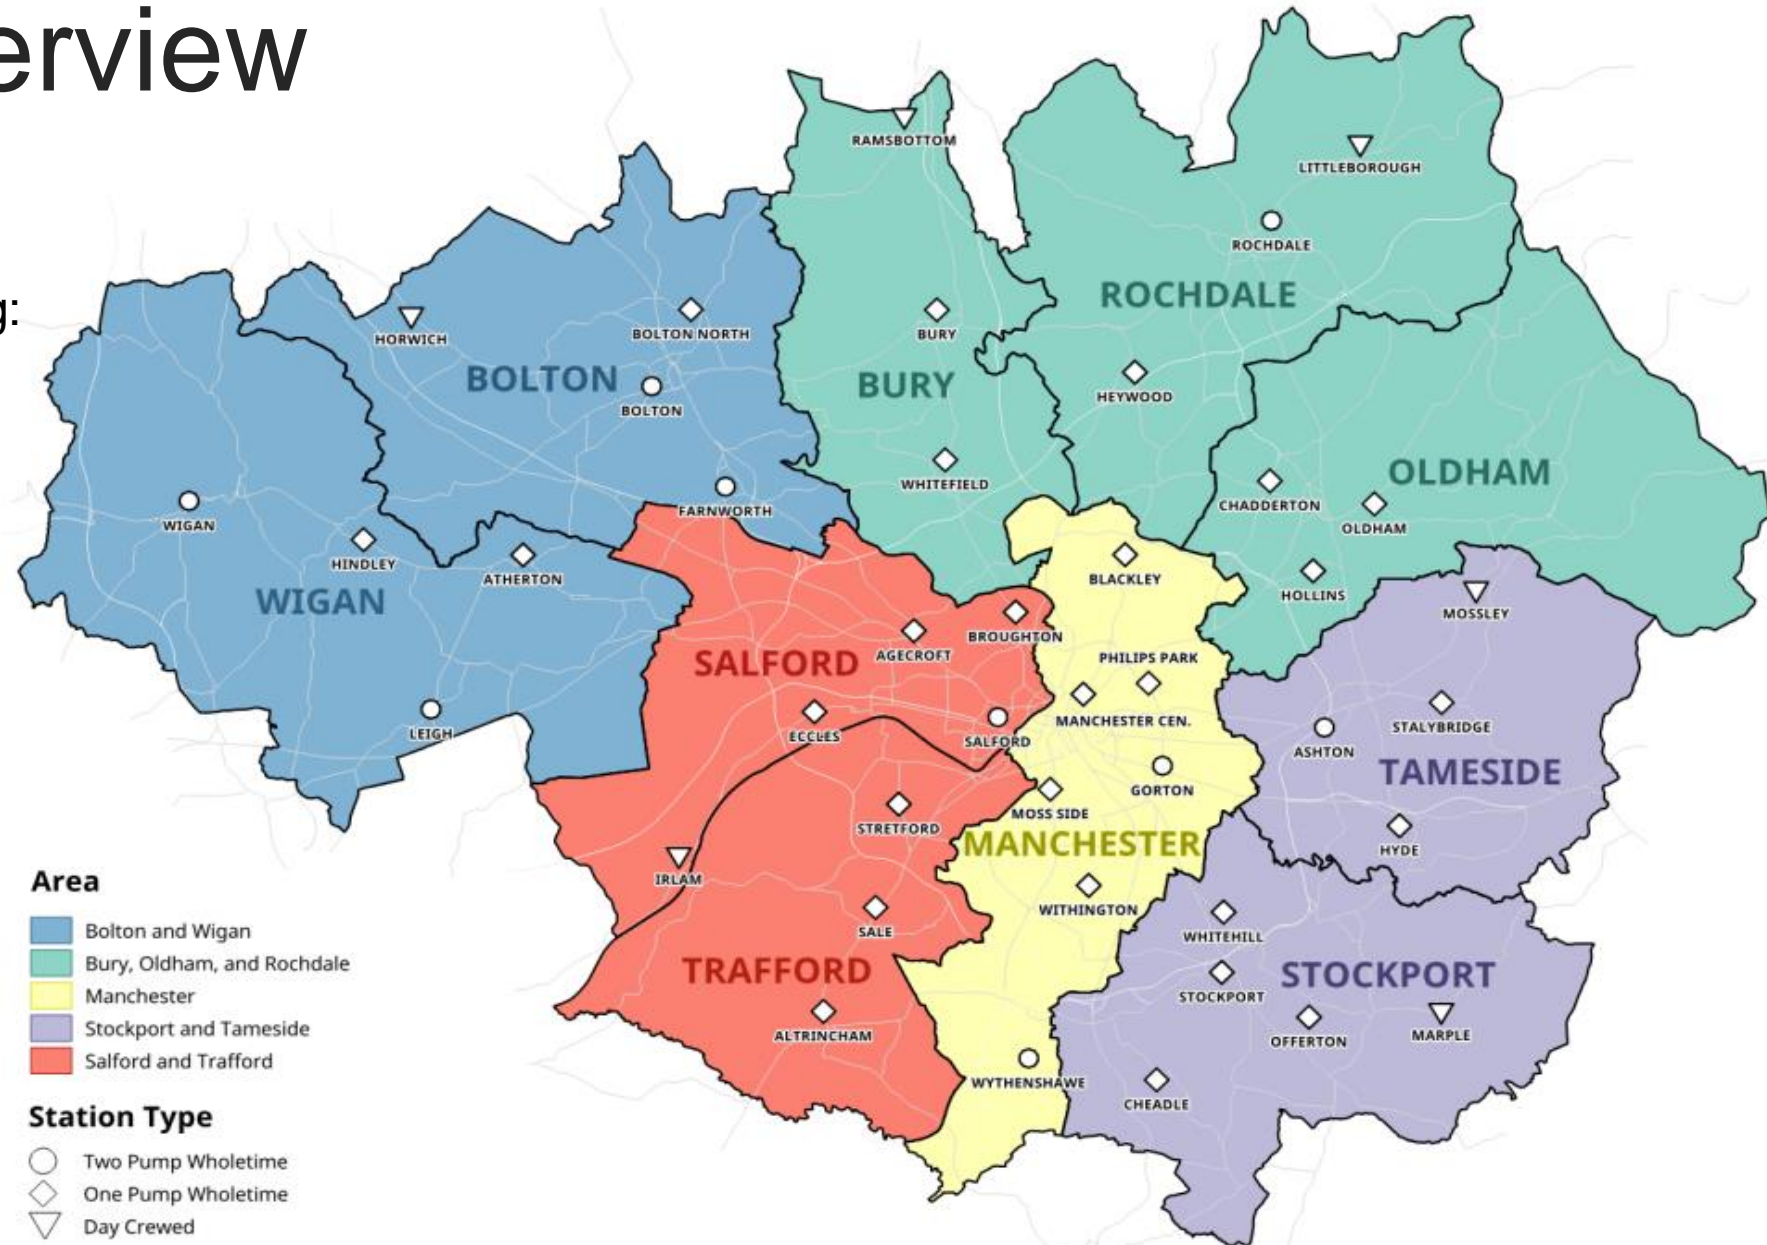 erview
g:
RAMSBOTTOM
LITTLEBOROUGH
ROCHDALE
ROCHDALE
HORWICH
BOLTON NORTH
BURY
BOLTON
BURY
BOLTON
HEYWOOD
WHITEFIELD
OLDHAM
FARNWORTH
CHADDERTON
OLDHAM
WIGAN
HINDLEY
ATHERTON
BLACKLEY
HOLLINS
WIGAN
MOSSLEY
BROUGHTON
AGECROFT
SALFORD
PHILIPS PARK
MANCHESTER CEN.
STALYBRIDGE
LEIGH
ECCLES
SALFORD
ASHTON
TAMESIDE
GORTON
MOSS SIDE
STRETFORD
MANCHESTER
HYDE
IRLAM
WITHINGTON
SALE
WHITEHILL
TRAFFORD
STOCKPORT
STOCKPORT
ALTRINCHAM
OFFERTON
MARPLE
WYTHENSHAWE
CHEADLE
Area
Bolton and Wigan
Bury, Oldham, and Rochdale
Manchester
Stockport and Tameside
Salford and Trafford
Station Type
Two Pump Wholetime
One Pump Wholetime
Day Crewed